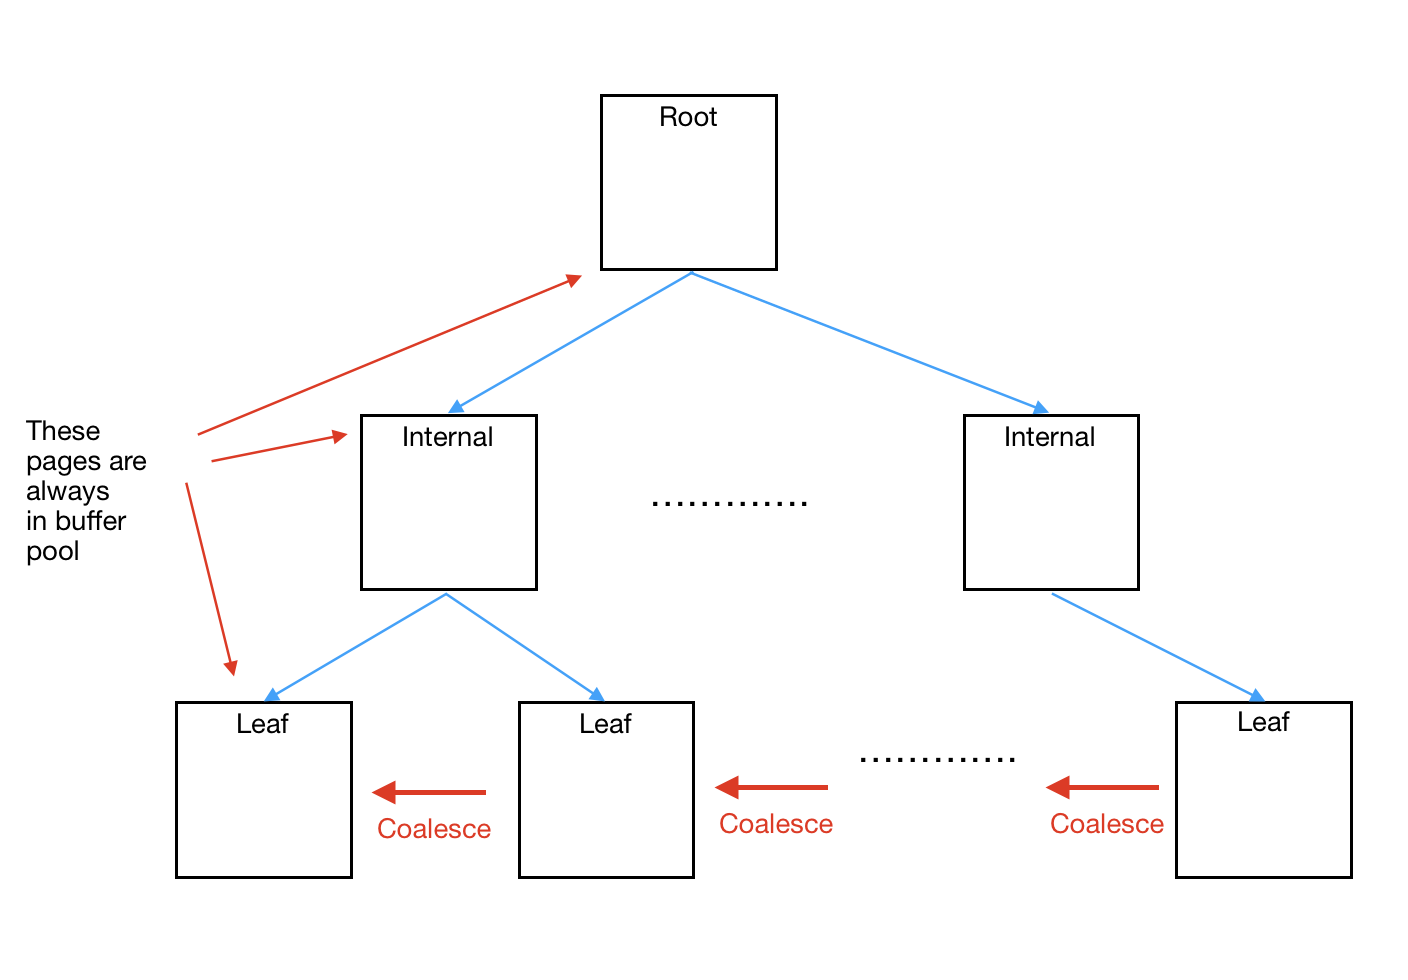 Root
Internal
Internal
These
pages are
always
in buffer
pool
Leaf
Leaf
Leaf
Coalesce
Coalesce
Coalesce